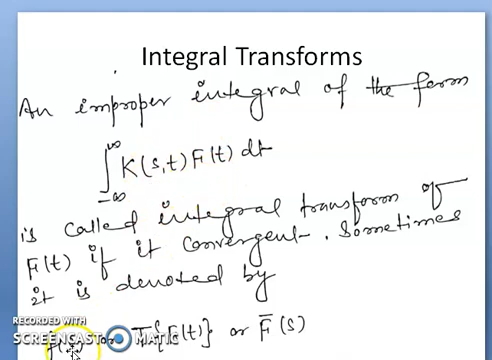 Integral Transforms
An improper integral of the form
∫_{-∞}^{∞} K(s,t) F(t) dt
is called integral transform of
F(t) if it convergent. Sometimes
it is denoted by
RECORDED WITH
f(s) or T{F(t)} or F̄(s)
SCREENCAST-O-MATIC